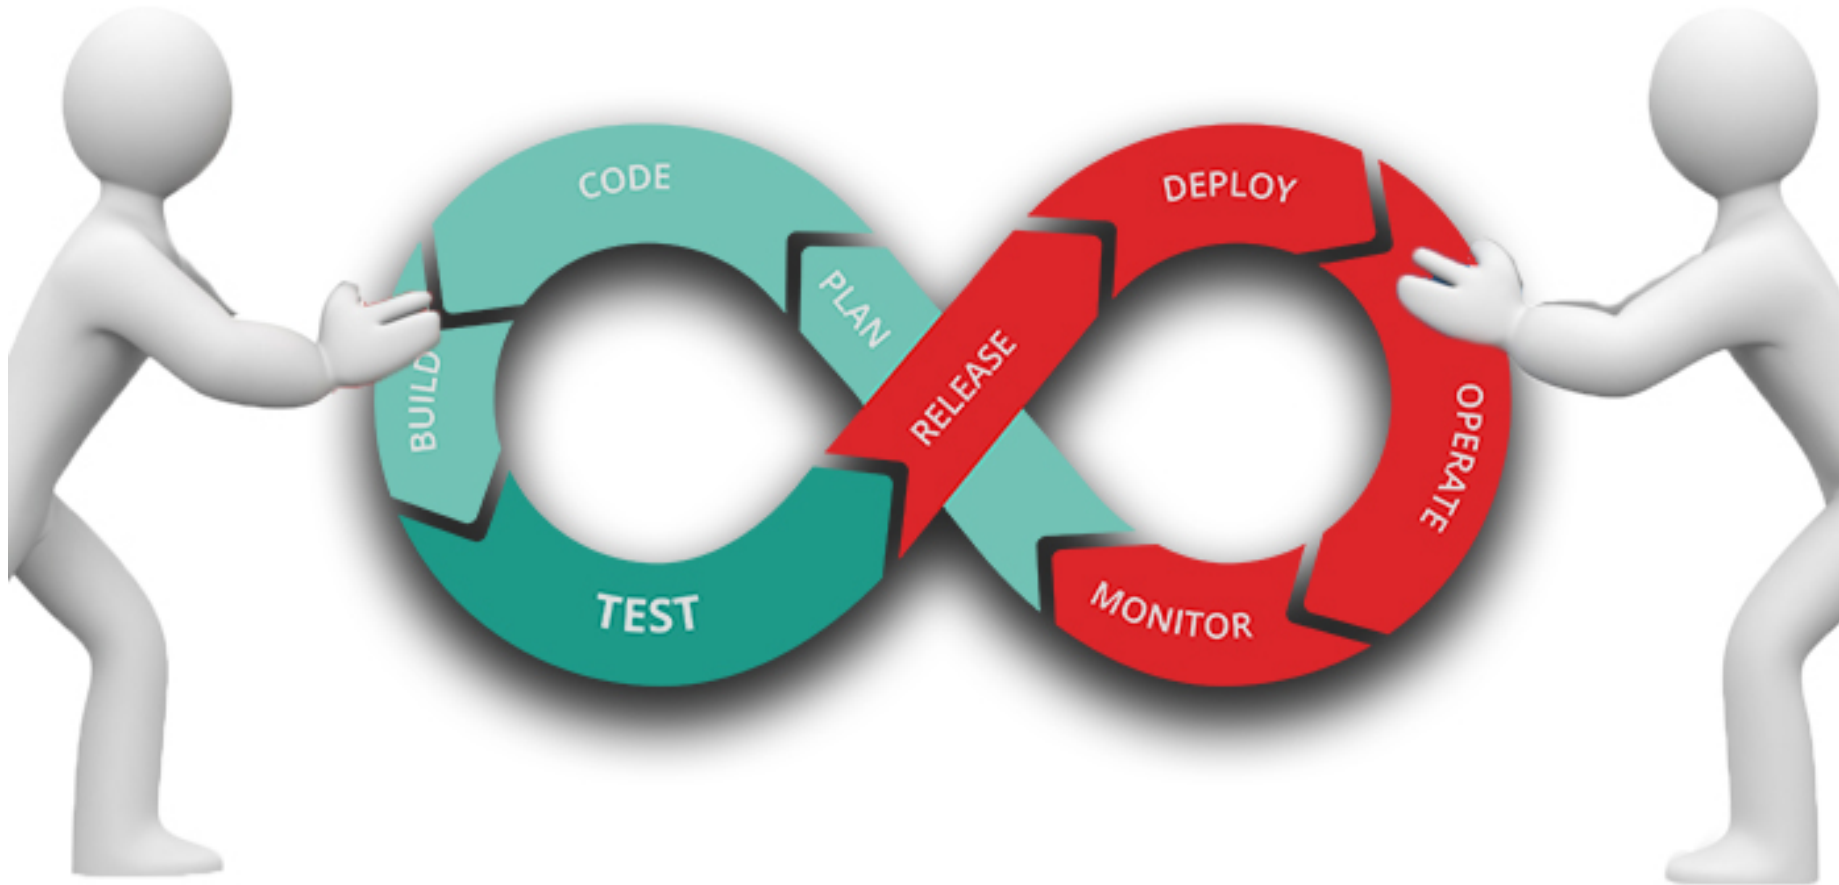 CODE
DEPLOY
PLAN
RELEASE
BUILD
OPERATE
TEST
MONITOR